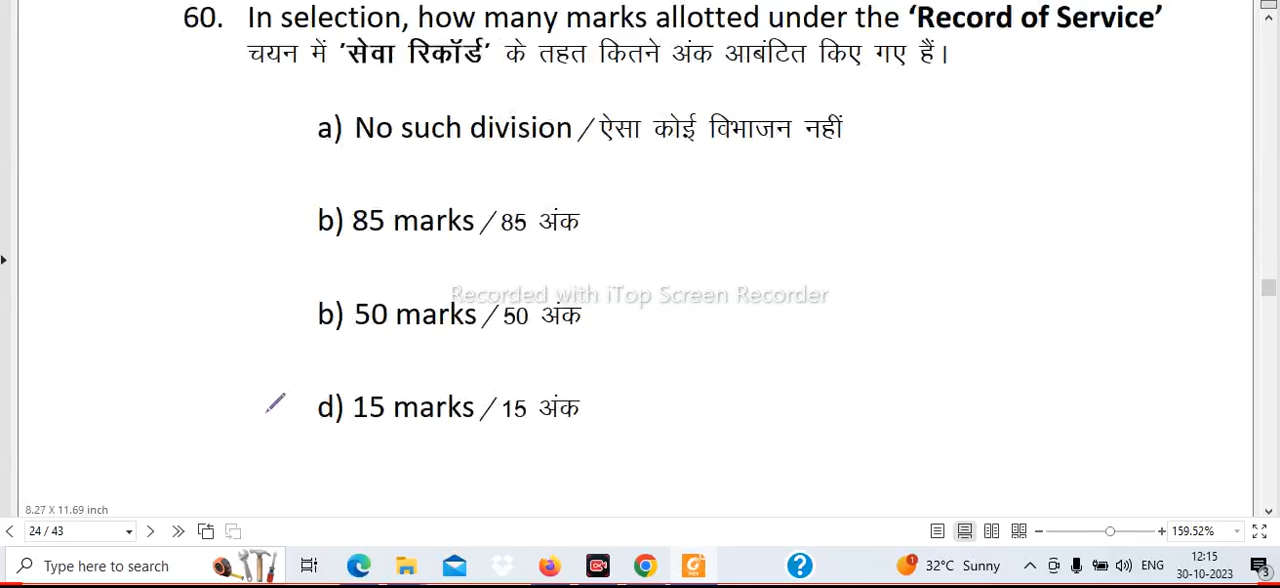 60. In selection, how many marks allotted under the ‘Record of Service’
चयन में 'सेवा रिकॉर्ड' के तहत कितने अंक आबंटित किए गए हैं।
a) No such division / ऐसा कोई विभाजन नहीं
b) 85 marks / 85 अंक
Recorded with iTop Screen Recorder
b) 50 marks / 50 अंक
d) 15 marks / 15 अंक
8.27 X 11.69 inch
24 / 43
159.52%
Type here to search
32°C Sunny
ENG
12:15
30-10-2023
3